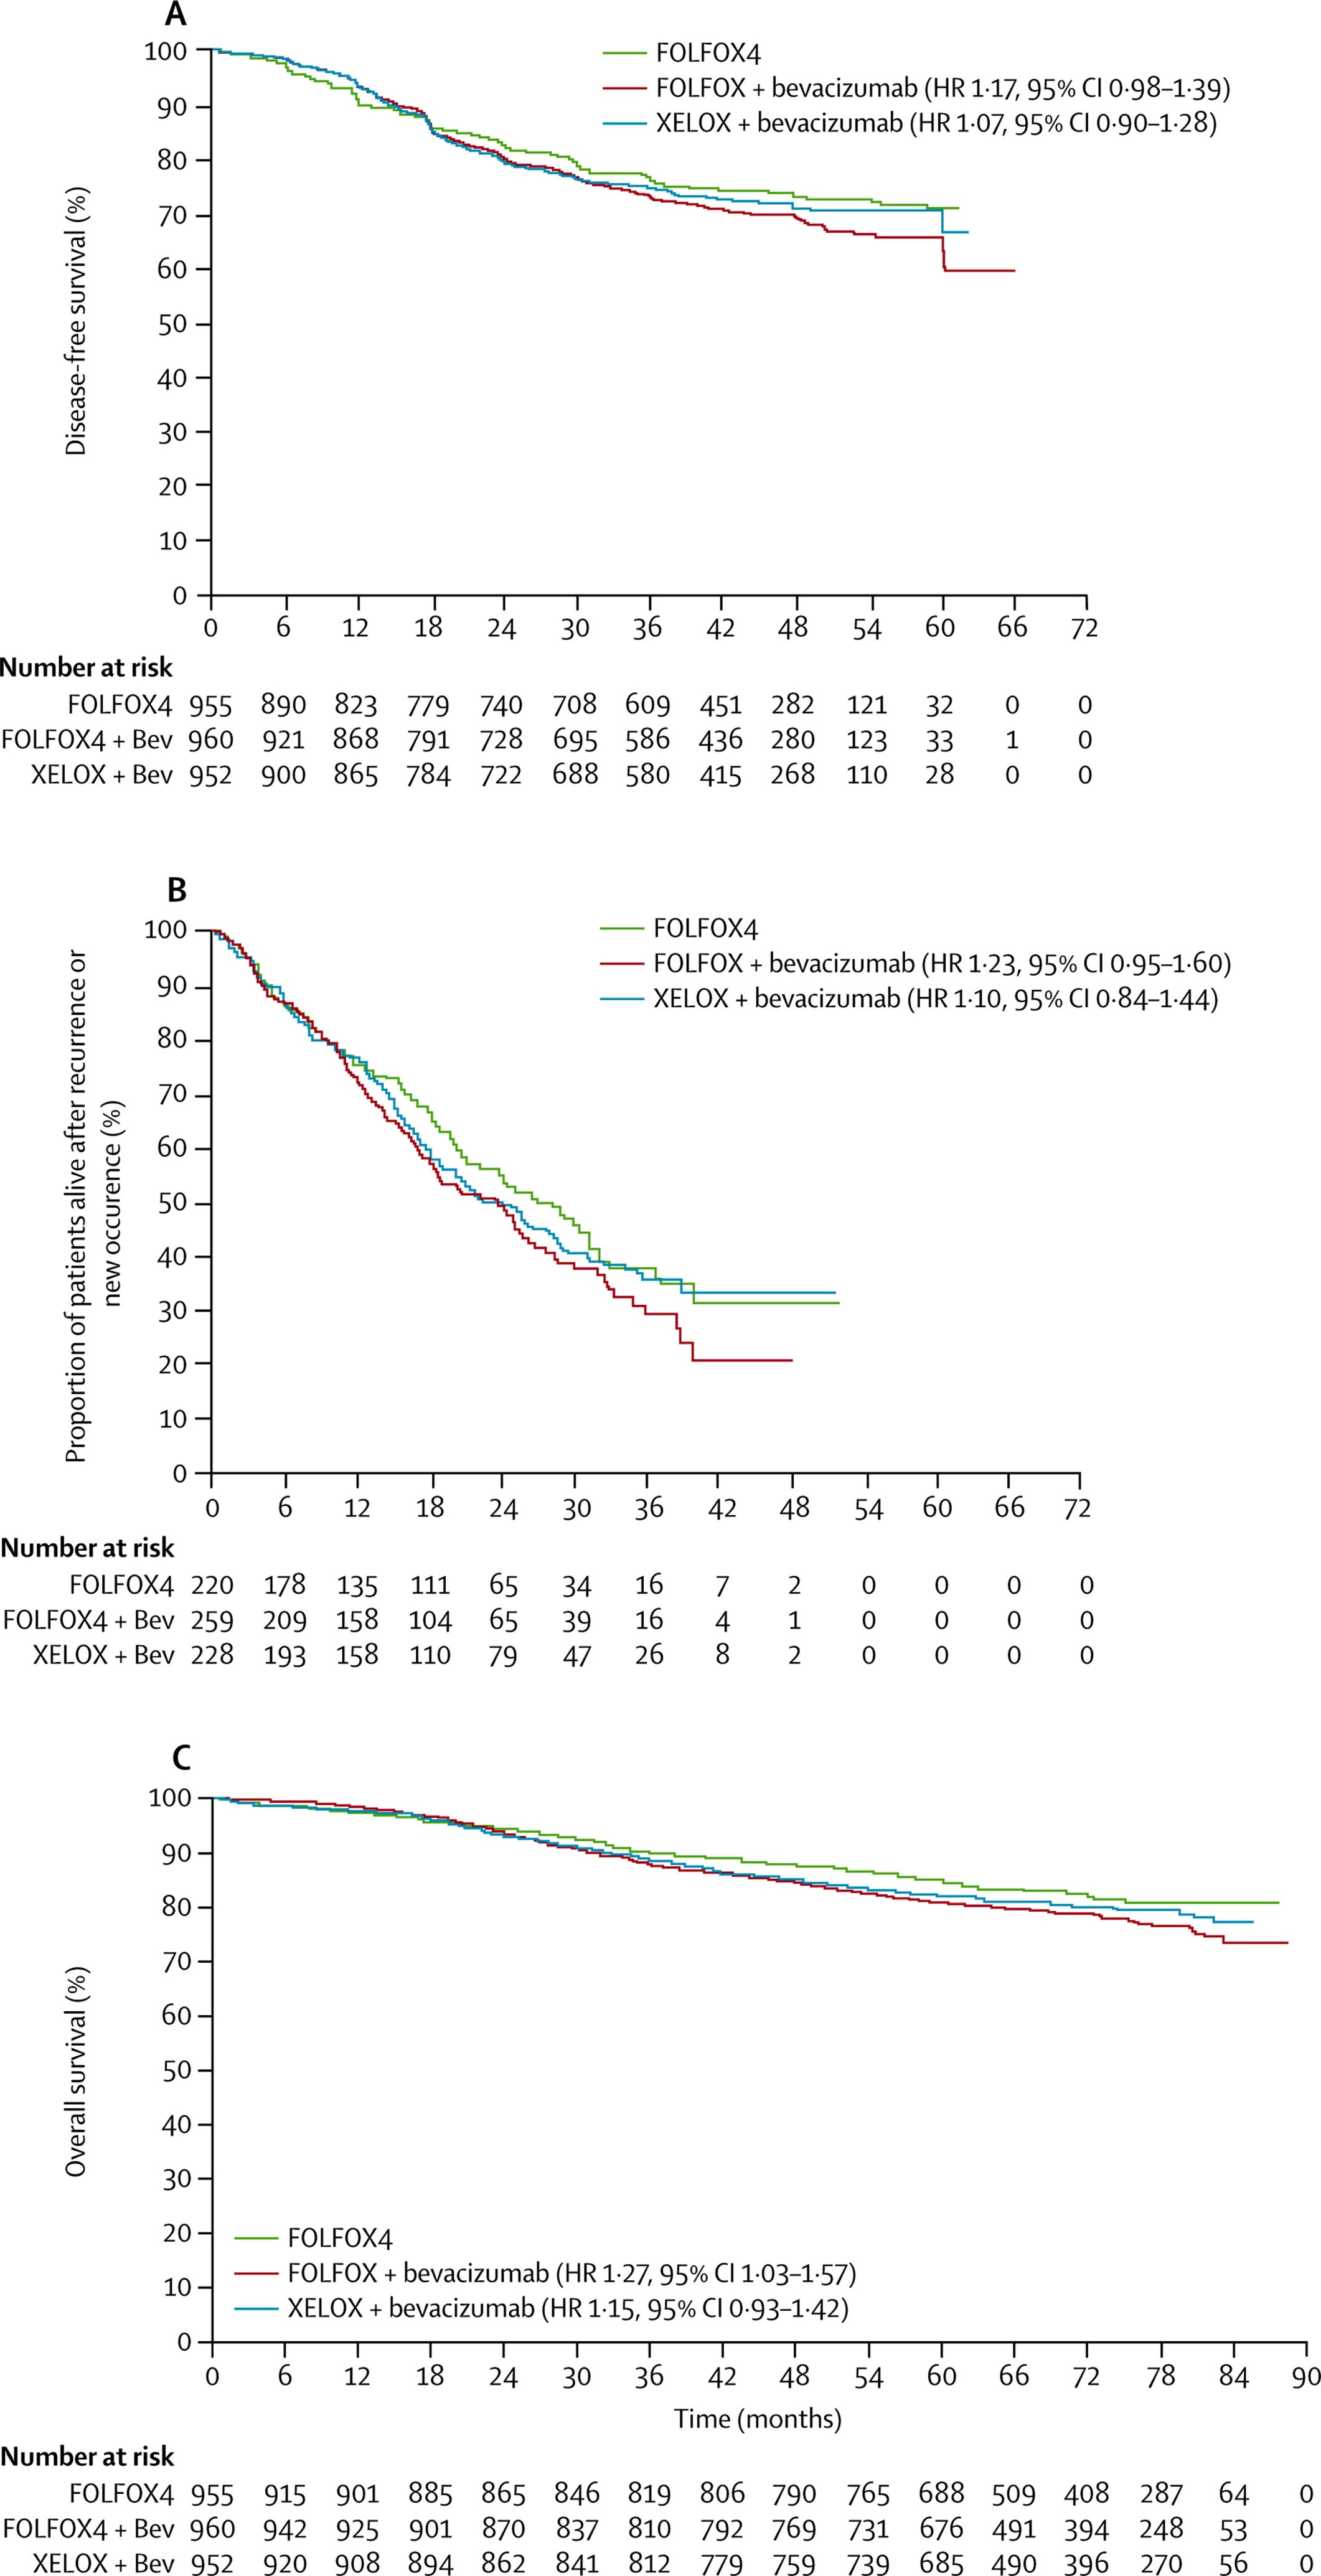 A
100
90
80
70
60
50
40
30
20
10
0
Disease-free survival (%)
FOLFOX4
FOLFOX + bevacizumab (HR 1·17, 95% CI 0·98–1·39)
XELOX + bevacizumab (HR 1·07, 95% CI 0·90–1·28)
0 6 12 18 24 30 36 42 48 54 60 66 72
Number at risk
FOLFOX4 955 890 823 779 740 708 609 451 282 121 32 0 0
FOLFOX4 + Bev 960 921 868 791 728 695 586 436 280 123 33 1 0
XELOX + Bev 952 900 865 784 722 688 580 415 268 110 28 0 0
B
100
90
80
70
60
50
40
30
20
10
0
Proportion of patients alive after recurrence or
new occurence (%)
FOLFOX4
FOLFOX + bevacizumab (HR 1·23, 95% CI 0·95–1·60)
XELOX + bevacizumab (HR 1·10, 95% CI 0·84–1·44)
0 6 12 18 24 30 36 42 48 54 60 66 72
Number at risk
FOLFOX4 220 178 135 111 65 34 16 7 2 0 0 0 0
FOLFOX4 + Bev 259 209 158 104 65 39 16 4 1 0 0 0 0
XELOX + Bev 228 193 158 110 79 47 26 8 2 0 0 0 0
C
100
90
80
70
60
50
40
30
20
10
0
Overall survival (%)
FOLFOX4
FOLFOX + bevacizumab (HR 1·27, 95% CI 1·03–1·57)
XELOX + bevacizumab (HR 1·15, 95% CI 0·93–1·42)
0 6 12 18 24 30 36 42 48 54 60 66 72 78 84 90
Time (months)
Number at risk
FOLFOX4 955 915 901 885 865 846 819 806 790 765 688 509 408 287 64 0
FOLFOX4 + Bev 960 942 925 901 870 837 810 792 769 731 676 491 394 248 53 0
XELOX + Bev 952 920 908 894 862 841 812 779 759 739 685 490 396 270 56 0